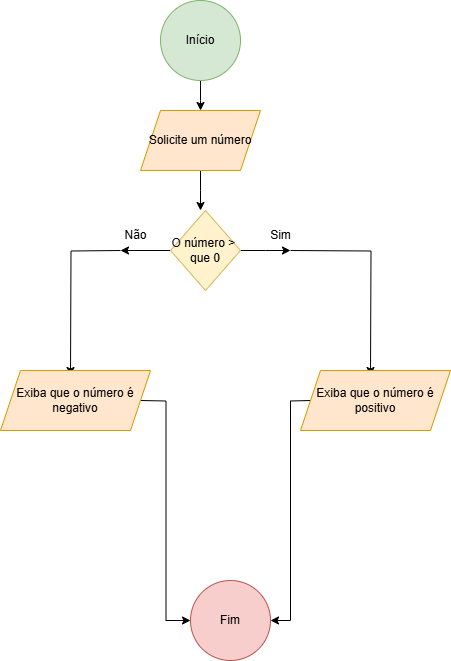 Início
Solicite um número
Não
Sim
O número >
que 0
Exiba que o número é
negativo
Exiba que o número é
positivo
Fim